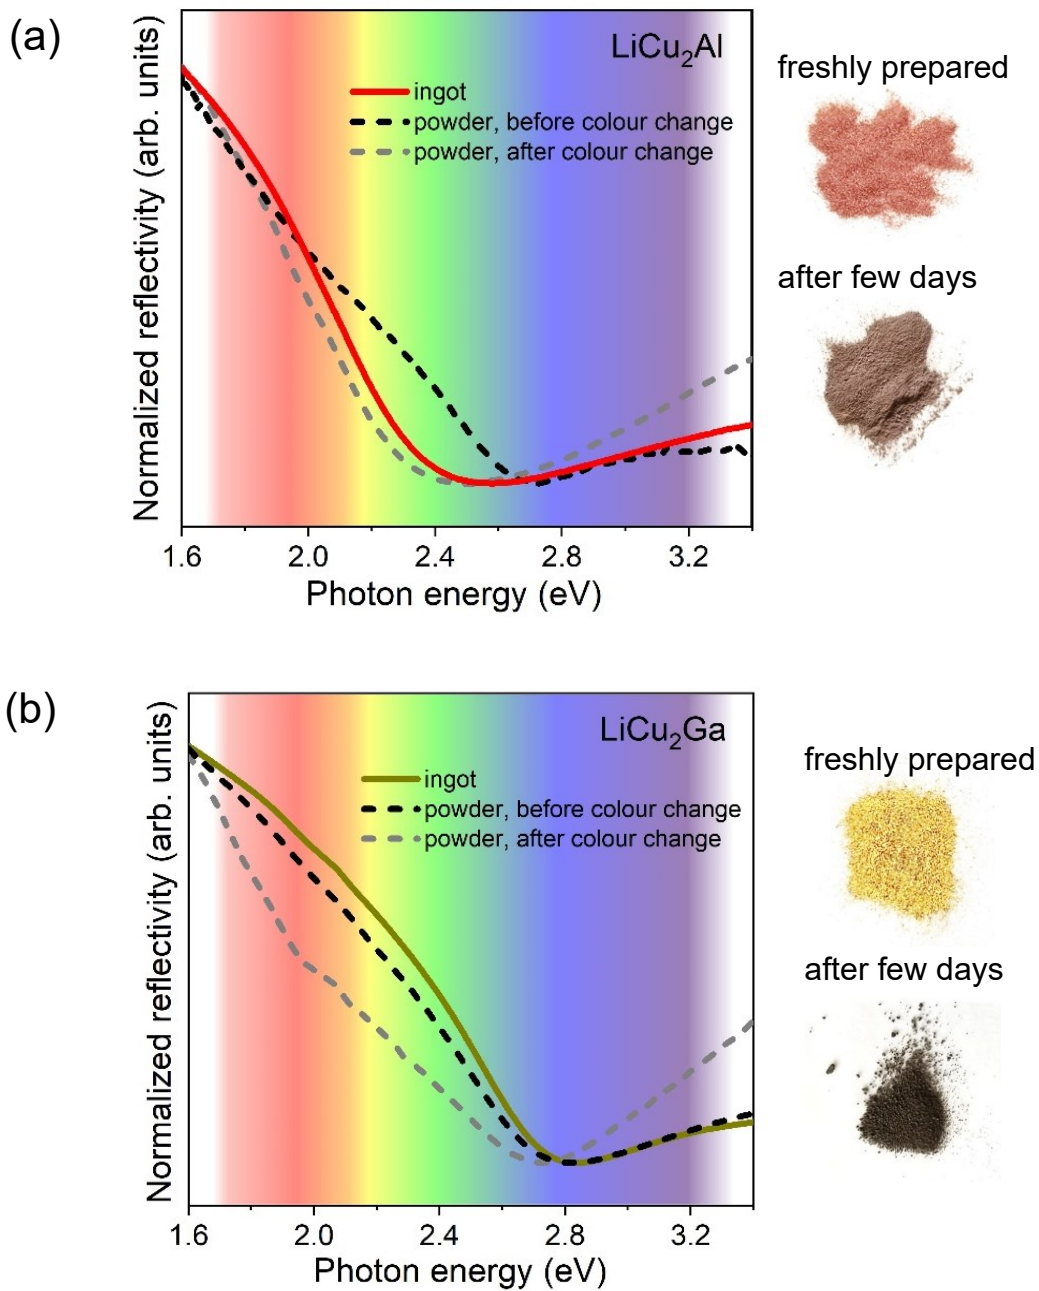 (a)
Normalized reflectivity (arb. units)
LiCu₂Al
ingot
powder, before colour change
powder, after colour change
1.6 2.0 2.4 2.8 3.2
Photon energy (eV)
freshly prepared
after few days
(b)
Normalized reflectivity (arb. units)
LiCu₂Ga
ingot
powder, before colour change
powder, after colour change
1.6 2.0 2.4 2.8 3.2
Photon energy (eV)
freshly prepared
after few days